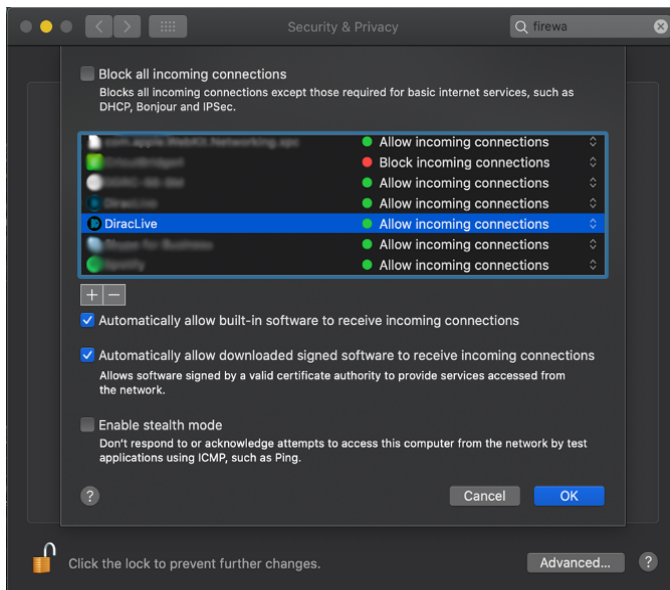 Security & Privacy
firewa
Block all incoming connections
Blocks all incoming connections except those required for basic internet services, such as
DHCP, Bonjour and IPSec.
Allow incoming connections
Block incoming connections
Allow incoming connections
Allow incoming connections
DiracLive Allow incoming connections
Allow incoming connections
Allow incoming connections
Automatically allow built-in software to receive incoming connections
Automatically allow downloaded signed software to receive incoming connections
Allows software signed by a valid certificate authority to provide services accessed from
the network.
Enable stealth mode
Don't respond to or acknowledge attempts to access this computer from the network by test
applications using ICMP, such as Ping.
? Cancel OK
Click the lock to prevent further changes. Advanced... ?